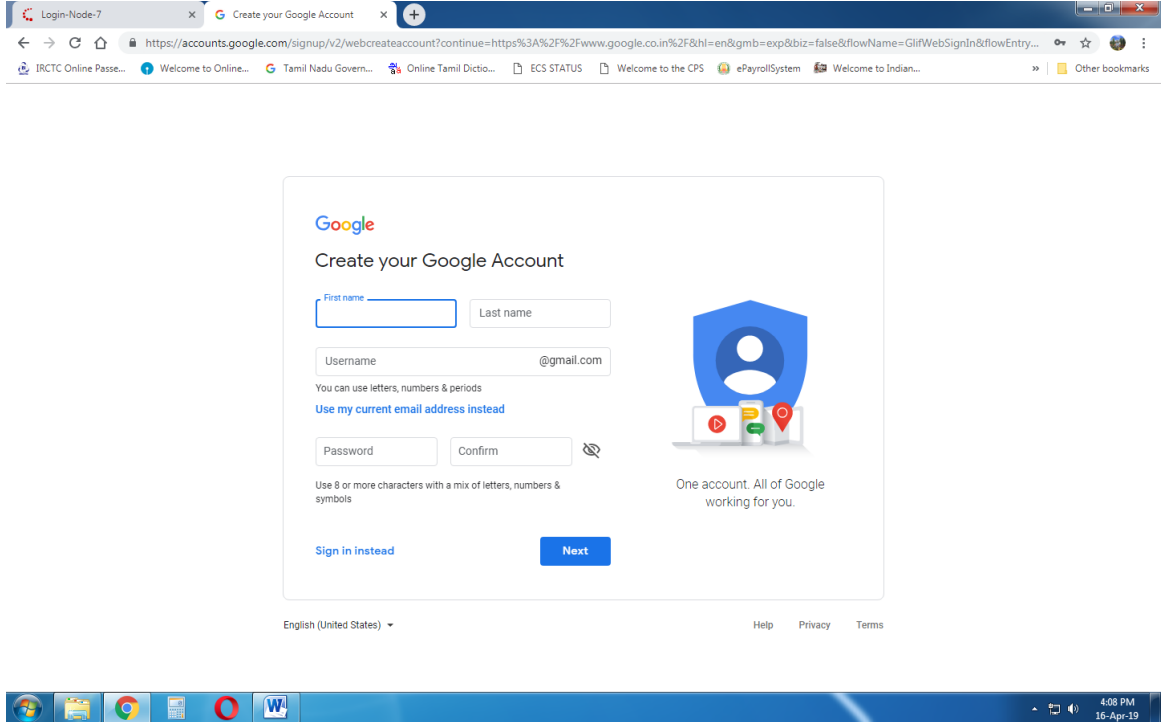 Login-Node-7
Create your Google Account
https://accounts.google.com/signup/v2/webcreateaccount?continue=https%3A%2F%2Fwww.google.co.in%2F&hl=en&gmb=exp&biz=false&flowName=GlifWebSignIn&flowEntry...
IRCTC Online Passe... Welcome to Online... Tamil Nadu Govern... Online Tamil Dictio... ECS STATUS Welcome to the CPS ePayrollSystem Welcome to Indian... » Other bookmarks
Google
Create your Google Account
First name
Last name
Username @gmail.com
You can use letters, numbers & periods
Use my current email address instead
Password Confirm
Use 8 or more characters with a mix of letters, numbers &
symbols
Sign in instead Next
One account. All of Google
working for you.
English (United States) Help Privacy Terms
4:08 PM
16-Apr-19